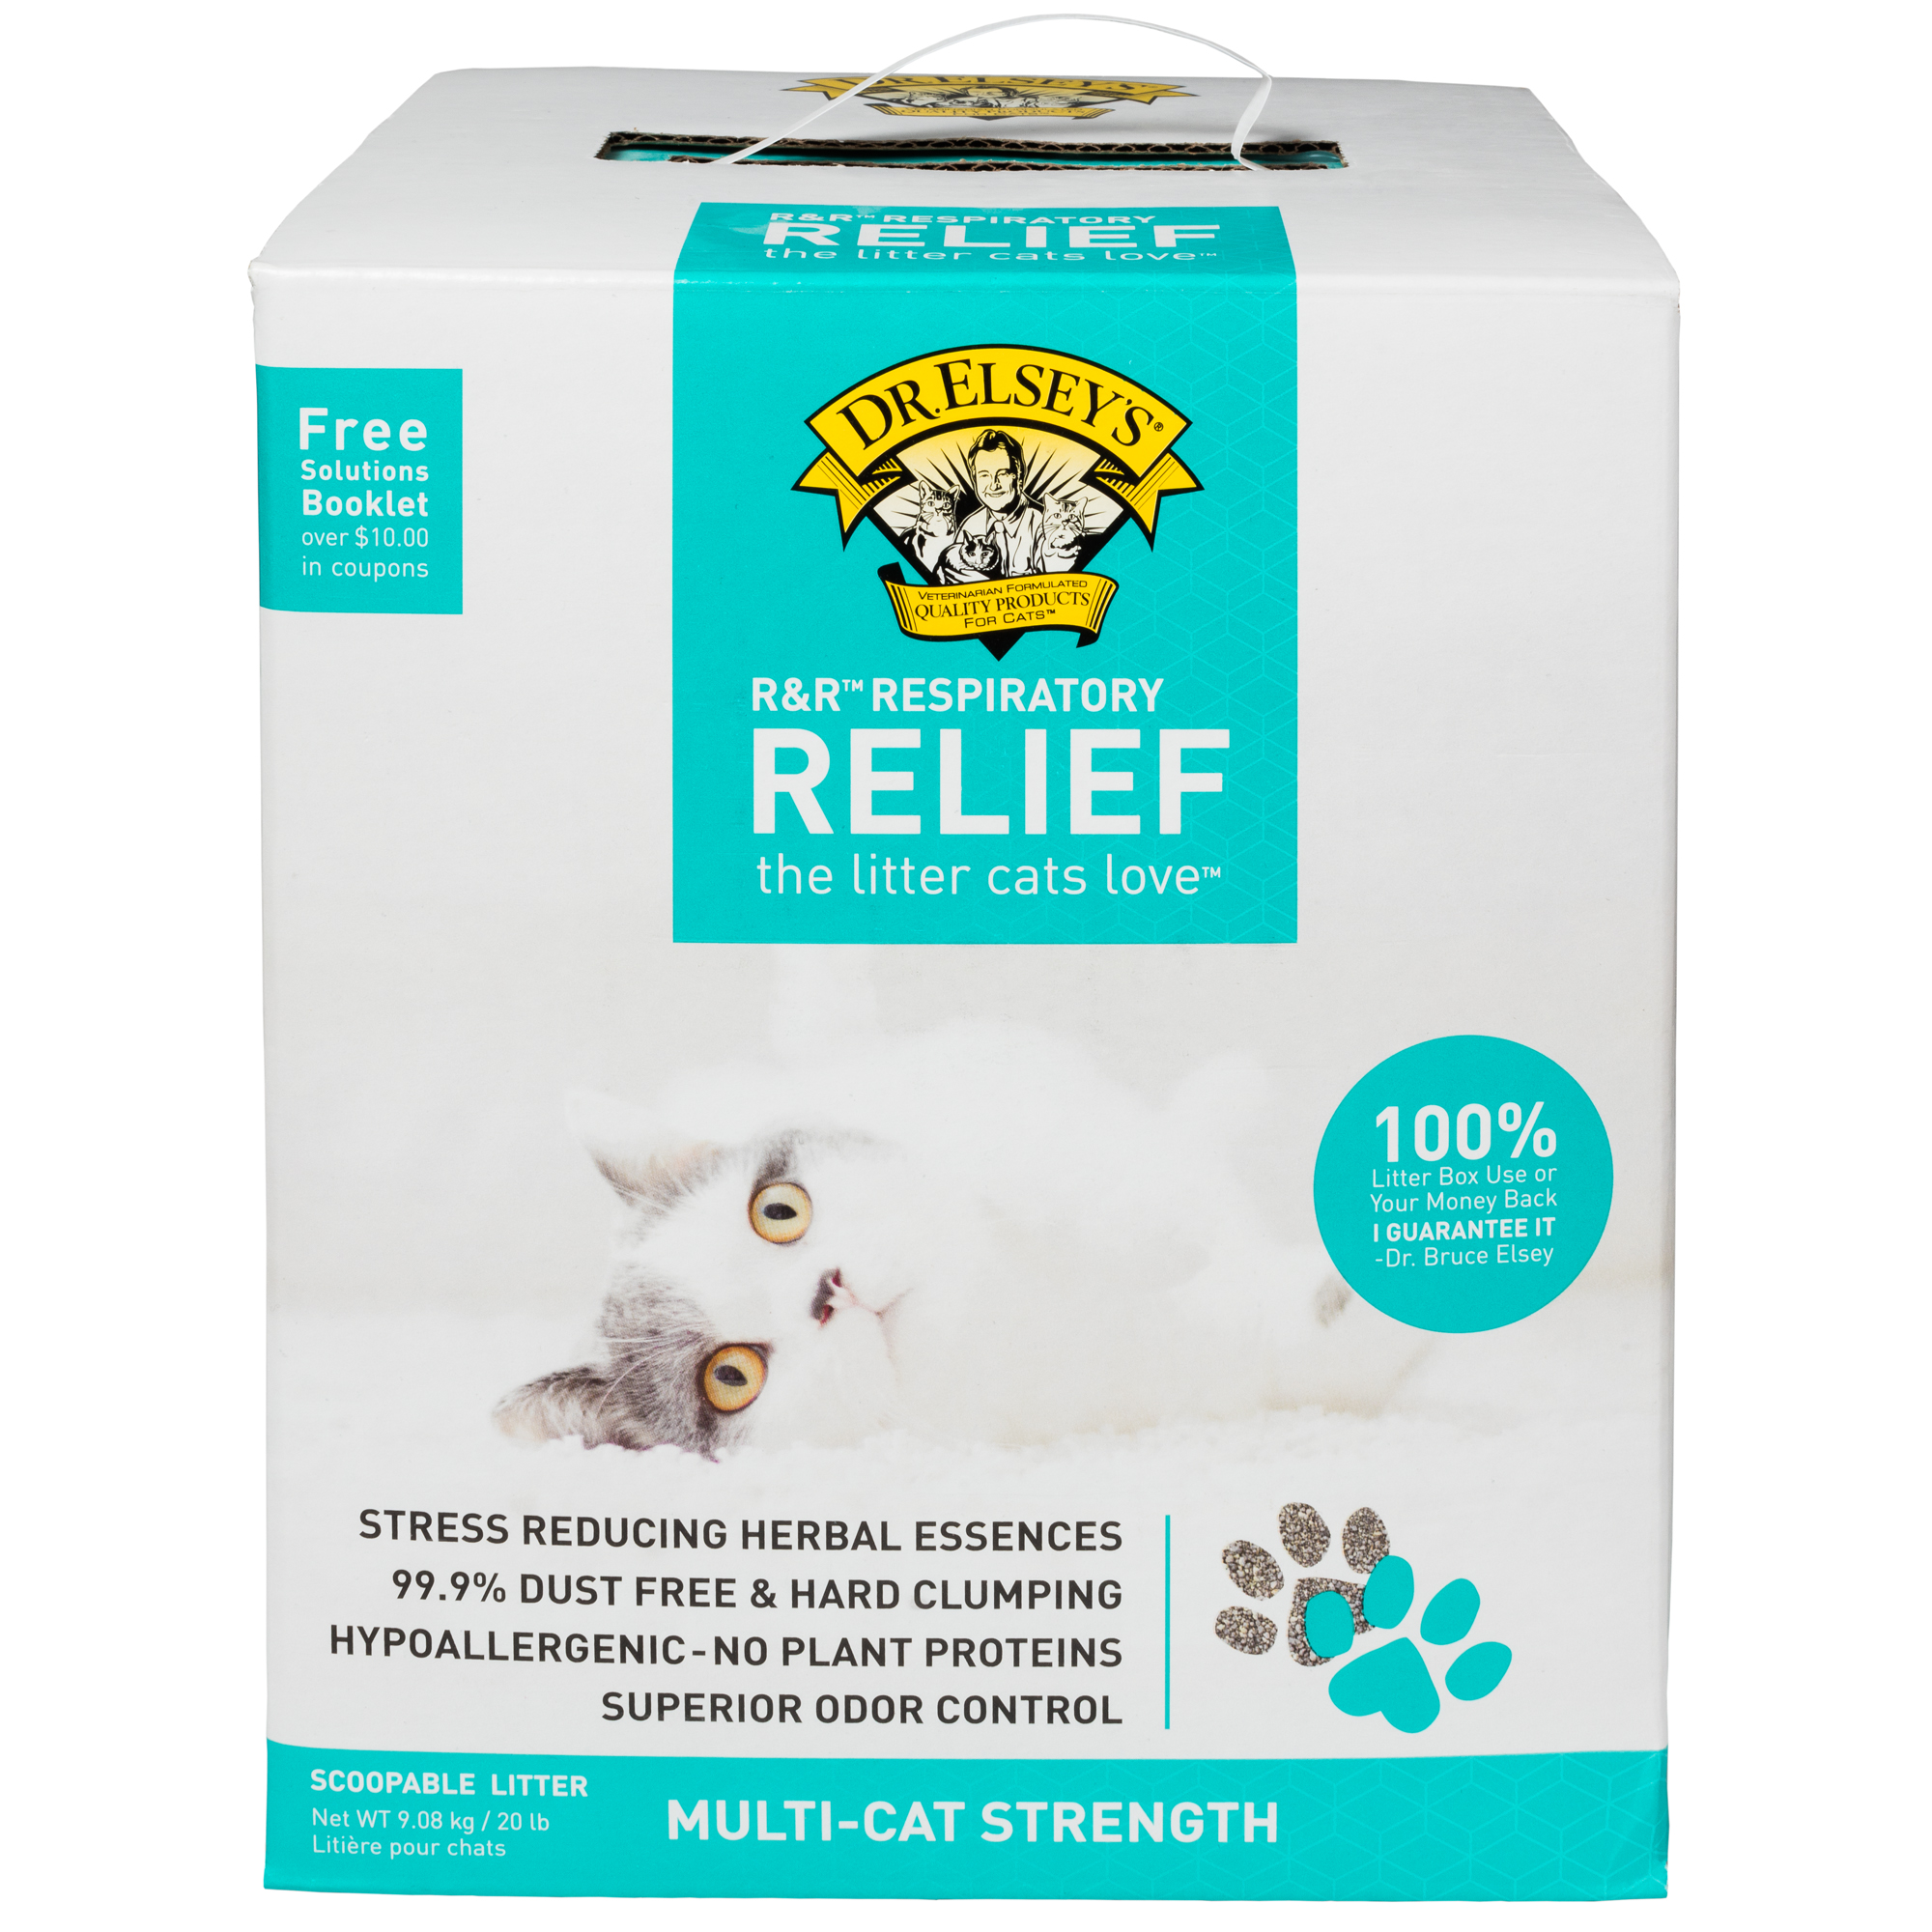 DR. ELSEY'S
QUALITY PRODUCTS
R&R™ RESPIRATORY
RELIEF
the litter cats love™
Free
Solutions
Booklet
over $10.00
in coupons
DR. ELSEY'S®
VETERINARIAN FORMULATED
QUALITY PRODUCTS
FOR CATS™
R&R™ RESPIRATORY
RELIEF
the litter cats love™
100%
Litter Box Use or
Your Money Back
I GUARANTEE IT
-Dr. Bruce Elsey
STRESS REDUCING HERBAL ESSENCES
99.9% DUST FREE & HARD CLUMPING
HYPOALLERGENIC-NO PLANT PROTEINS
SUPERIOR ODOR CONTROL
SCOOPABLE LITTER
Net WT 9.08 kg / 20 lb
Litière pour chats
MULTI-CAT STRENGTH